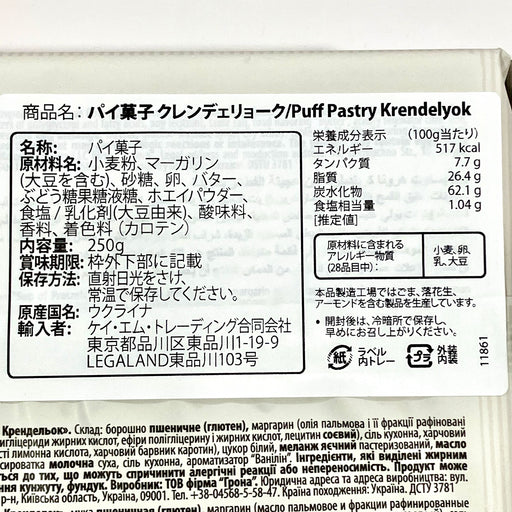 商品名: パイ菓子 クレンデェリョーク/Puff Pastry Krendelyok
名称: パイ菓子
原材料名: 小麦粉、マーガリン
(大豆を含む)、砂糖、卵、バター、
ぶどう糖果糖液糖、ホエイパウダー、
食塩 / 乳化剤(大豆由来)、酸味料、
香料、着色料 (カロテン)
内容量: 250g
賞味期限: 枠外下部に記載
保存方法: 直射日光をさけ、
常温で保存してください。
原産国名: ウクライナ
輸入者: ケイ・エム・トレーディング合同会社
東京都品川区東品川1-19-9
LEGALAND東品川103号
栄養成分表示 (100g当たり)
エネルギー 517 kcal
タンパク質 7.7 g
脂質 26.4 g
炭水化物 62.1 g
食塩相当量 1.04 g
[推定値]
原材料に含まれる
アレルギー物質
(28品目中):
小麦, 卵,
乳, 大豆
本品製造工場ではごま、落花生、
アーモンドを含む製品を生産しています。
• 開封後は、冷暗所で保存し、
早めにお召し上がりください。
紙 ラベル
内トレー
プラ 外装
内装
11861
Крендельок». Склад: борошно пшеничне (глютен), маргарин (олія пальмова і її фракції рафіновані
гліцериди жирних кислот, ефіри полігліцерину і жирних кислот, лецитин соєвий), сіль кухонна, харчовий
ті лимонна кислота, харчовий барвник каротин), цукор білий, меланж яєчний пастеризований, масло
сироватка молочна суха, сіль кухонна, ароматизатор "Ванілін". Інгредієнти, які виділені жирним
ться до тих, що можуть спричинити алергічні реакції або непереносимість. Продукт може
ння кунжуту, фундук. Виробник: ТОВ фірма "Грона". Юридична адреса та адреса виробництва: вул.
р-н, Київська область, Україна, 09001. Тел. +38-04568-5-58-47. Країна походження: Україна. ДСТУ 3781
мука пшеничная (глютен), маргарин (масло пальмовое и его фракции рафинированные